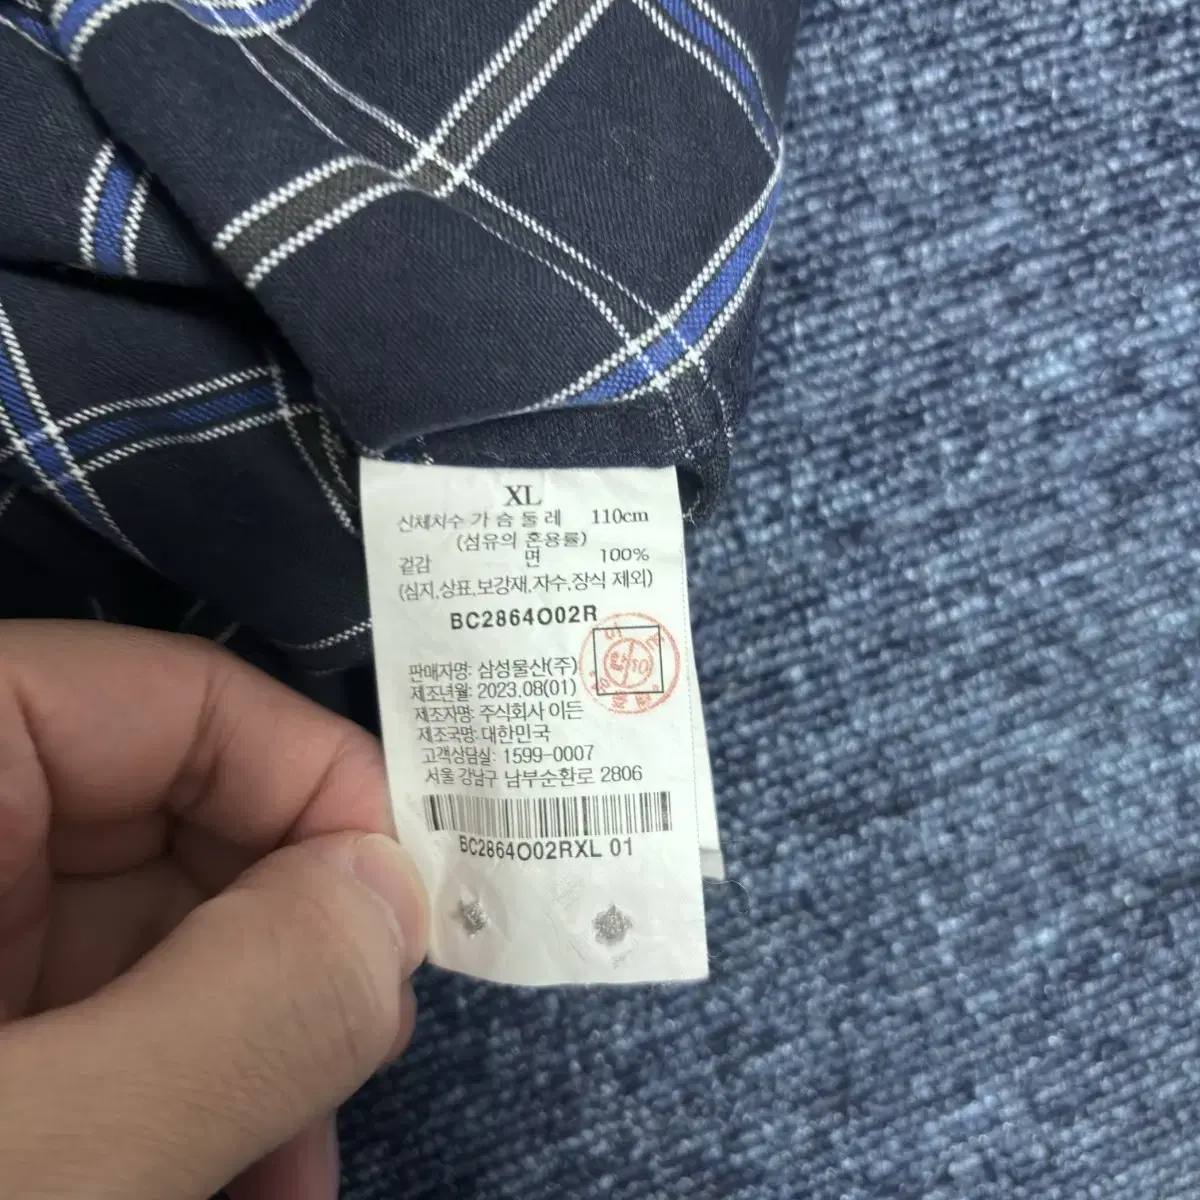 XL
신체치수 가 슴 둘 레 110cm
(섬유의 혼용률)
겉감 면 100%
(심지,상표,보강재,자수,장식 제외)
BC2864O02R
판매자명: 삼성물산(주)
제조년월: 2023.08(01)
제조자명: 주식회사 이든
제조국명: 대한민국
고객상담실: 1599-0007
서울 강남구 남부순환로 2806
BC2864O02RXL 01